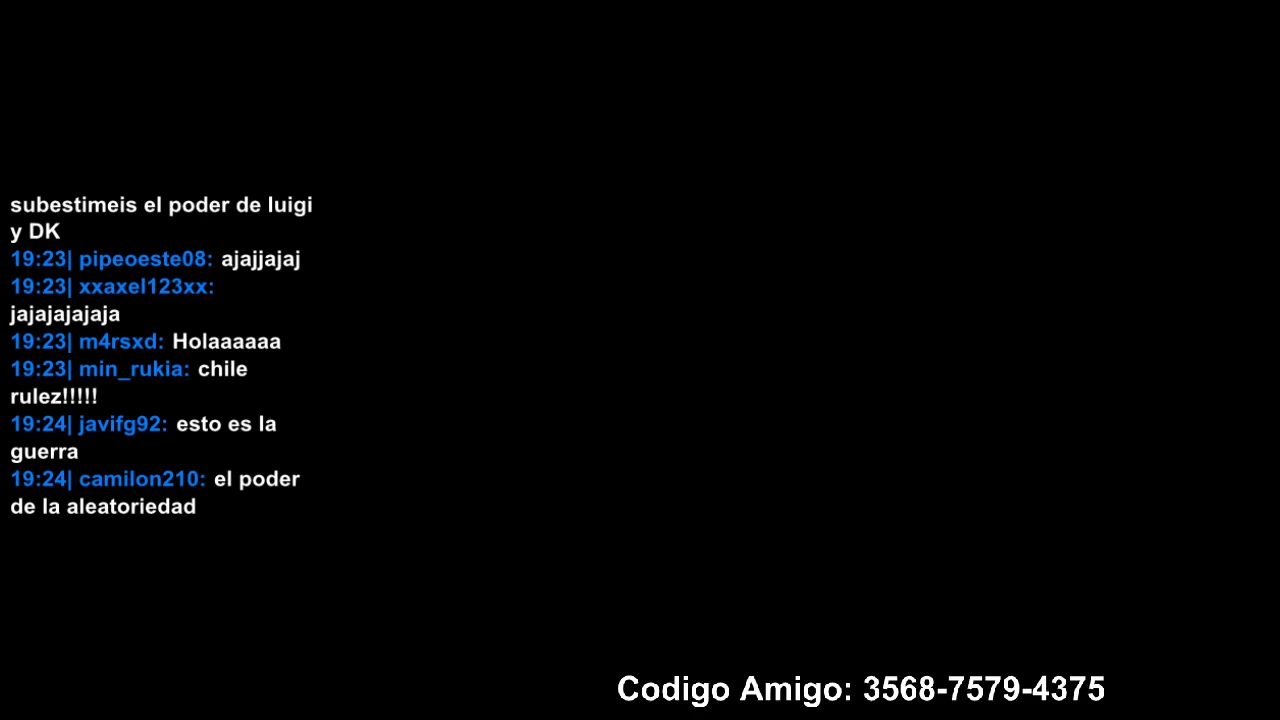 subestimeis el poder de luigi
y DK
19:23| pipeoeste08: ajajjajaj
19:23| xxaxel123xx:
jajajajajaja
19:23| m4rsxd: Holaaaaaa
19:23| min_rukia: chile
rulez!!!!!
19:24| javifg92: esto es la
guerra
19:24| camilon210: el poder
de la aleatoriedad
Codigo Amigo: 3568-7579-4375